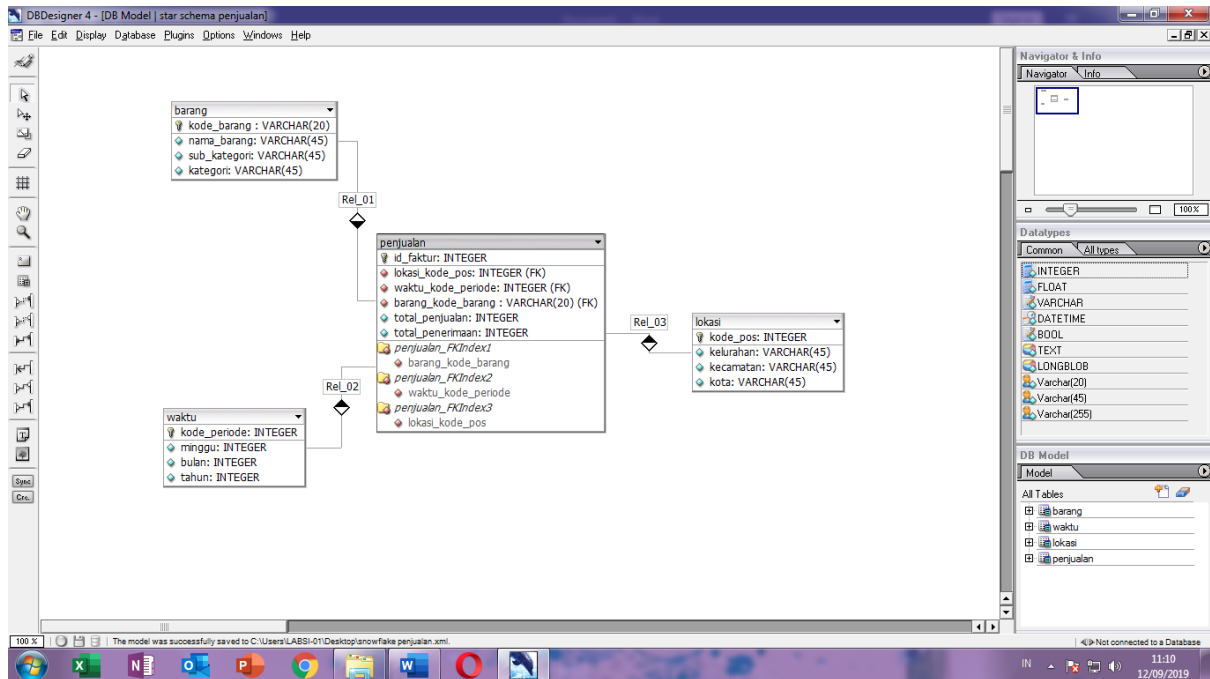 DBDesigner 4 - [DB Model | star schema penjualan]
File Edit Display Database Plugins Options Windows Help
barang
kode_barang : VARCHAR(20)
nama_barang: VARCHAR(45)
sub_kategori: VARCHAR(45)
kategori: VARCHAR(45)
Rel_01
penjualan
id_faktur: INTEGER
lokasi_kode_pos: INTEGER (FK)
waktu_kode_periode: INTEGER (FK)
barang_kode_barang : VARCHAR(20) (FK)
total_penjualan: INTEGER
total_penerimaan: INTEGER
penjualan_FKIndex1
barang_kode_barang
penjualan_FKIndex2
waktu_kode_periode
penjualan_FKIndex3
lokasi_kode_pos
Rel_02
waktu
kode_periode: INTEGER
minggu: INTEGER
bulan: INTEGER
tahun: INTEGER
Rel_03
lokasi
kode_pos: INTEGER
kelurahan: VARCHAR(45)
kecamatan: VARCHAR(45)
kota: VARCHAR(45)
Navigator & Info
Navigator Info
100%
Datatypes
Common All types
INTEGER
FLOAT
VARCHAR
DATETIME
BOOL
TEXT
LONGBLOB
Varchar(20)
Varchar(45)
Varchar(255)
DB Model
Model
All Tables
barang
waktu
lokasi
penjualan
Sync
Cre.
100 % The model was successfully saved to C:\Users\LABSI-01\Desktop\snowflake penjualan.xml. Not connected to a Database
IN 11:10
12/09/2019